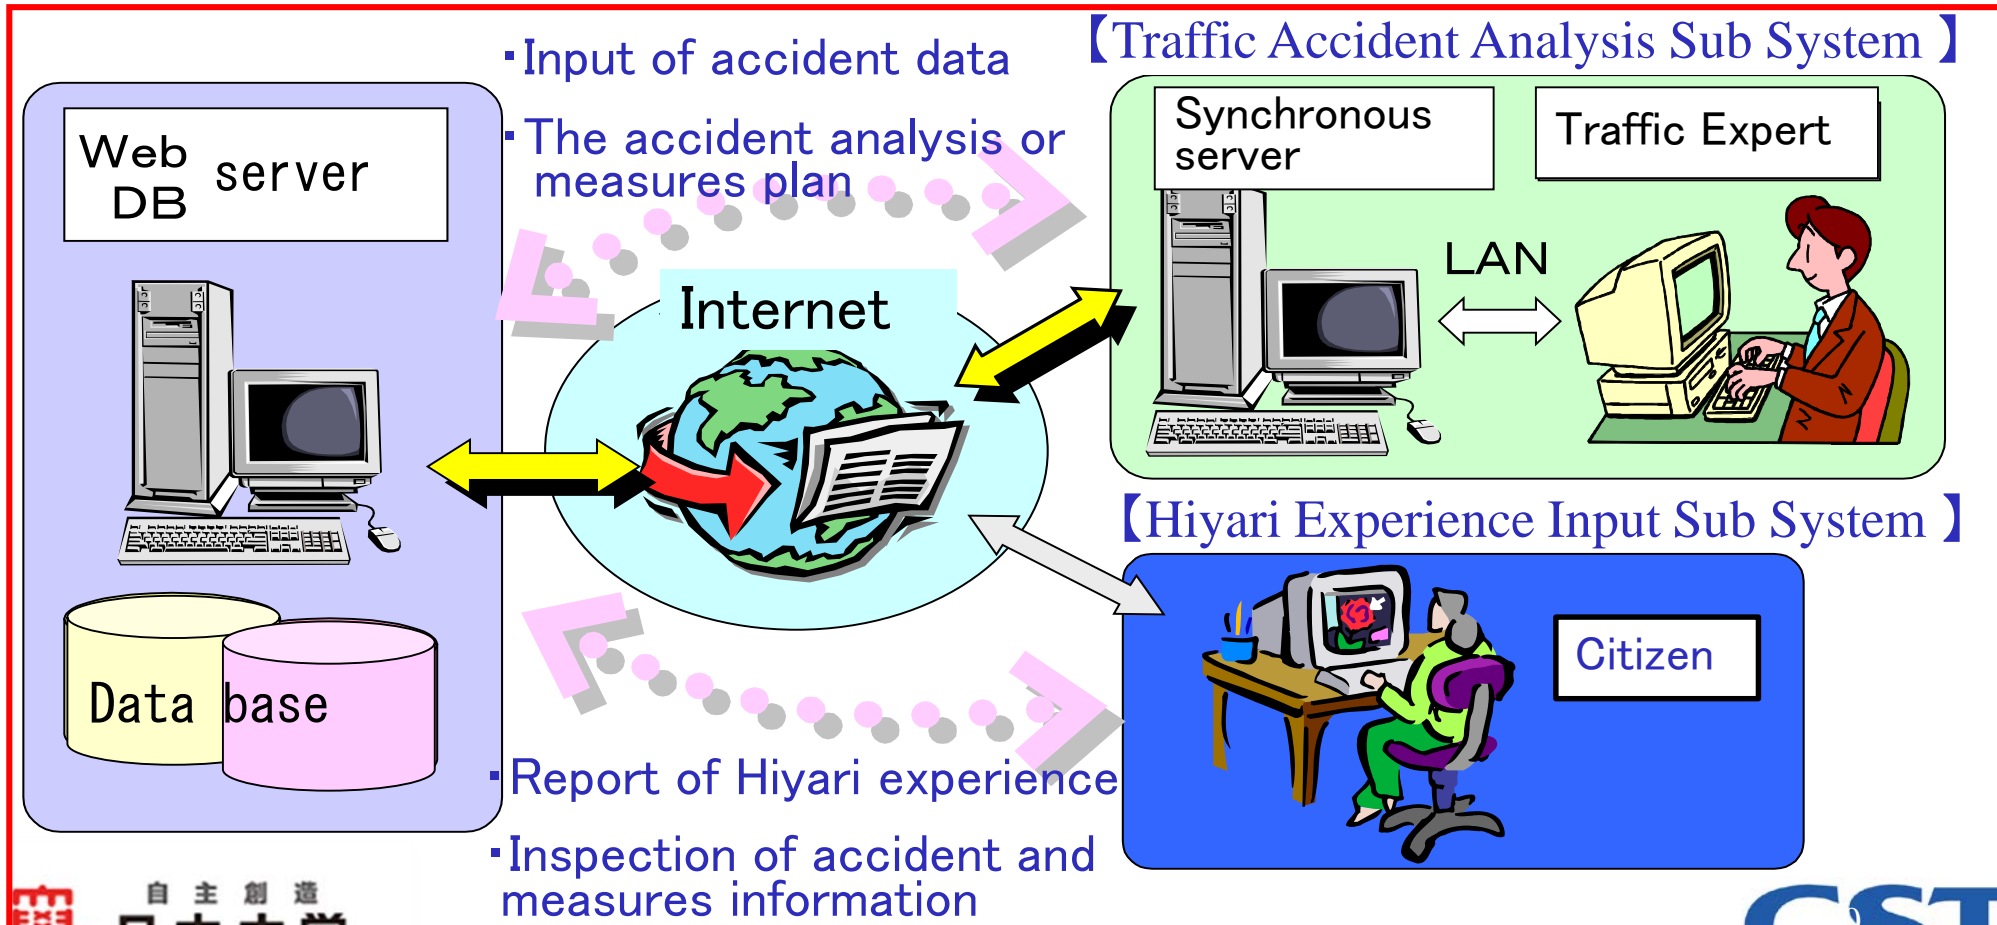 ・Input of accident data
・The accident analysis or
measures plan
【Traffic Accident Analysis Sub System 】
Web
DB
server
Synchronous
server
Traffic Expert
LAN
Internet
【Hiyari Experience Input Sub System 】
Citizen
Data base
・Report of Hiyari experience
・Inspection of accident and
measures information
自主創造
CST